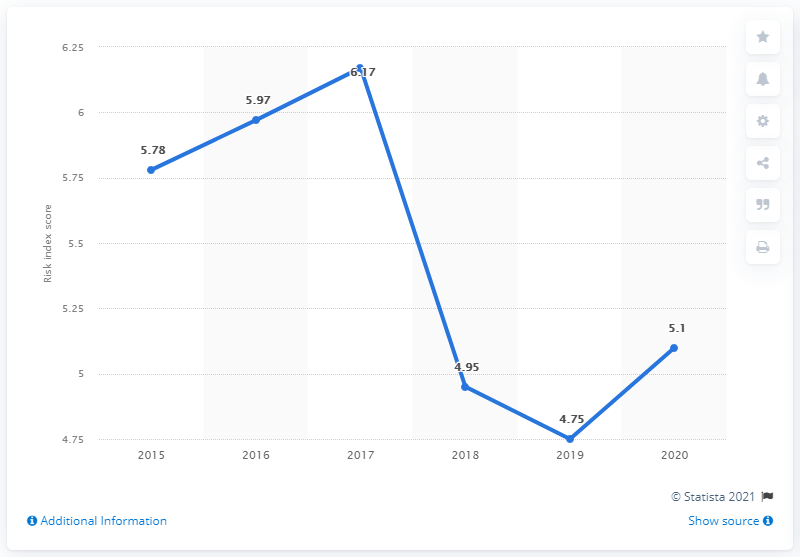 6.25
6.17
5.97
6
5.78
5.75
Risk index score
5.5
5.25
5.1
4.95
5
4.75
4.75
2015 2016 2017 2018 2019 2020
© Statista 2021
Additional Information
Show source